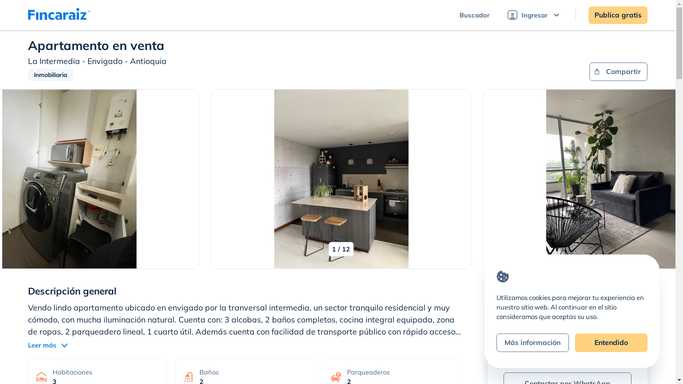 Fincaraiz
Buscador
Ingresar
Publica gratis
Apartamento en venta
La Intermedia - Envigado - Antioquia
Inmobiliaria
Compartir
1 / 12
Descripción general
Vendo lindo apartamento ubicado en envigado por la tranversal intermedia, un sector tranquilo residencial y muy
cómodo, con mucha iluminación natural. Cuenta con: 3 alcobas, 2 baños completos, cocina integral equipada, zona
de ropas, 2 parqueadero lineal, 1 cuarto útil. Además cuenta con facilidad de transporte público con rápido acceso...
Leer más
Habitaciones
3
Baños
2
Parqueaderos
2
Utilizamos cookies para mejorar tu experiencia en
nuestro sitio web. Al continuar en el sitio
consideramos que aceptas su uso.
Más información
Entendido
Contactar por WhatsApp